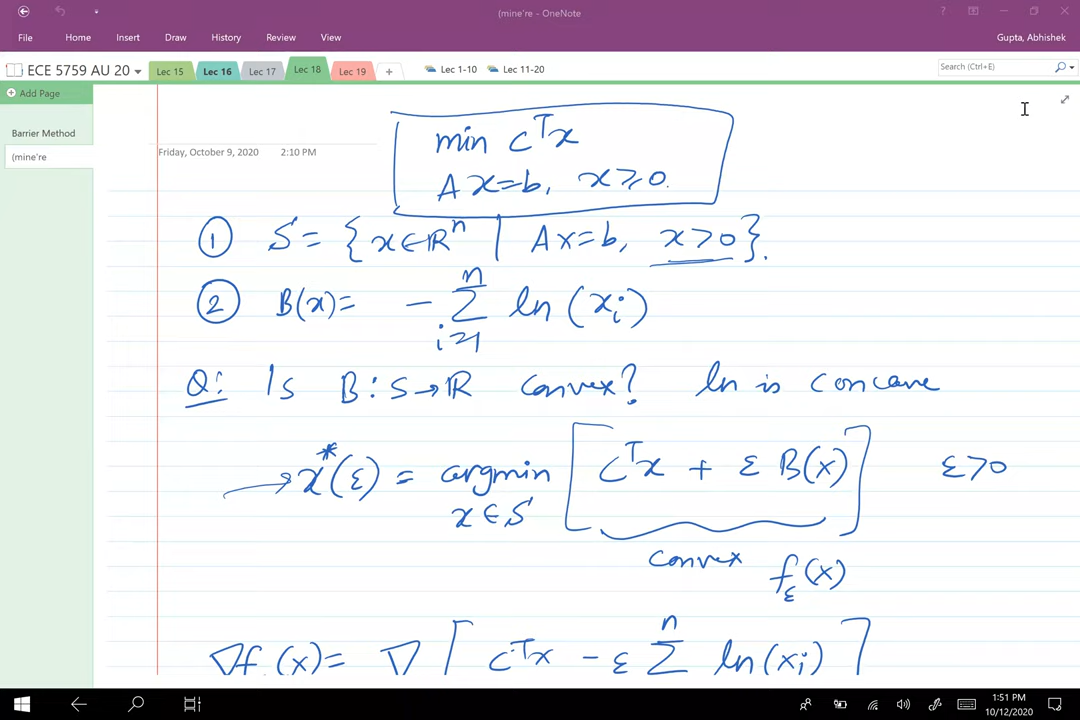 (mine're - OneNote
File Home Insert Draw History Review View Gupta, Abhishek
ECE 5759 AU 20 Lec 15 Lec 16 Lec 17 Lec 18 Lec 19 + Lec 1-10 Lec 11-20 Search (Ctrl+E)
+ Add Page
Barrier Method
(mine're
Friday, October 9, 2020 2:10 PM
min cᵀx
Ax=b, x≥0.
① S = {x∈ℝⁿ | Ax=b, x>0}.
② B(x)= - ∑ⁿᵢ₌₁ ln (xᵢ)
Q: Is B: S→ℝ convex? ln is concave
→ x*(ε) = argmin x∈S [cᵀx + ε B(x)] ε>0
convex f_ε(x)
∇f (x)= ∇ [cᵀx - ε ∑ⁿ ln(xᵢ)]
1:51 PM
10/12/2020